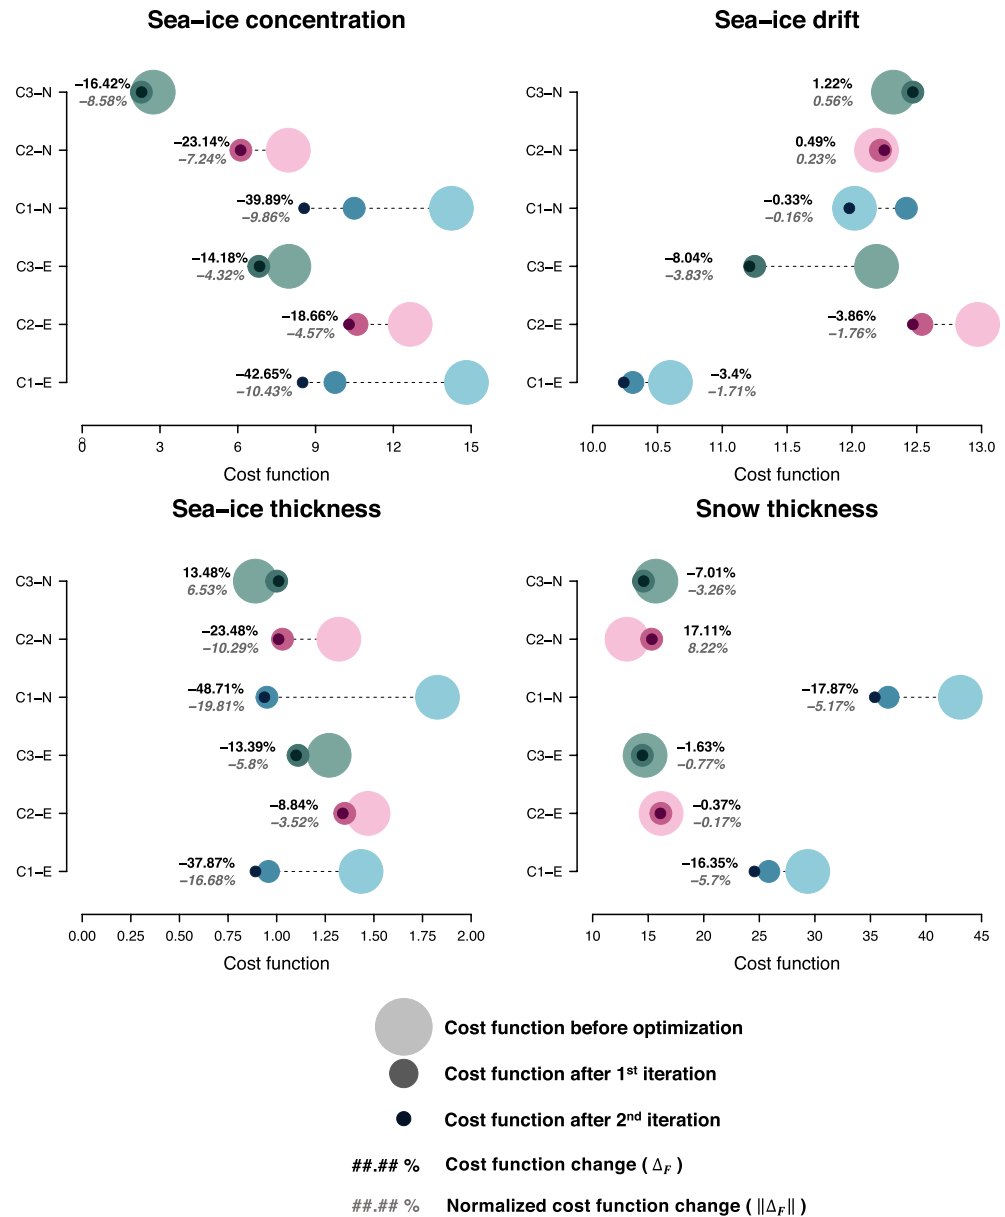 Sea–ice concentration
C3–N
−16.42%
−8.58%
C2–N
−23.14%
−7.24%
C1–N
−39.89%
−9.86%
C3–E
−14.18%
−4.32%
C2–E
−18.66%
−4.57%
C1–E
−42.65%
−10.43%
0 3 6 9 12 15
Cost function
Sea–ice drift
C3–N
1.22%
0.56%
C2–N
0.49%
0.23%
C1–N
−0.33%
−0.16%
C3–E
−8.04%
−3.83%
C2–E
−3.86%
−1.76%
C1–E
−3.4%
−1.71%
10.0 10.5 11.0 11.5 12.0 12.5 13.0
Cost function
Sea–ice thickness
C3–N
13.48%
6.53%
C2–N
−23.48%
−10.29%
C1–N
−48.71%
−19.81%
C3–E
−13.39%
−5.8%
C2–E
−8.84%
−3.52%
C1–E
−37.87%
−16.68%
0.00 0.25 0.50 0.75 1.00 1.25 1.50 1.75 2.00
Cost function
Snow thickness
C3–N
−7.01%
−3.26%
C2–N
17.11%
8.22%
C1–N
−17.87%
−5.17%
C3–E
−1.63%
−0.77%
C2–E
−0.37%
−0.17%
C1–E
−16.35%
−5.7%
10 15 20 25 30 35 40 45
Cost function
Cost function before optimization
Cost function after 1st iteration
Cost function after 2nd iteration
##.## % Cost function change ( Δ_F )
##.## % Normalized cost function change ( ||Δ_F|| )